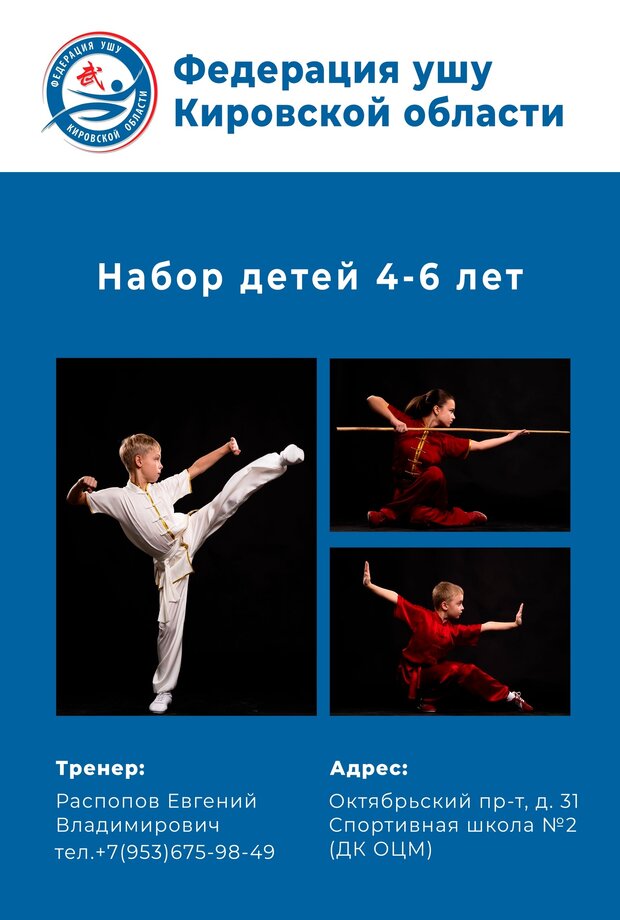 ФЕДЕРАЦИЯ УШУ
武
КИРОВСКОЙ ОБЛАСТИ
Федерация ушу
Кировской области
Набор детей 4-6 лет
Тренер:
Распопов Евгений
Владимирович
тел.+7(953)675-98-49
Адрес:
Октябрьский пр-т, д. 31
Спортивная школа №2
(ДК ОЦМ)